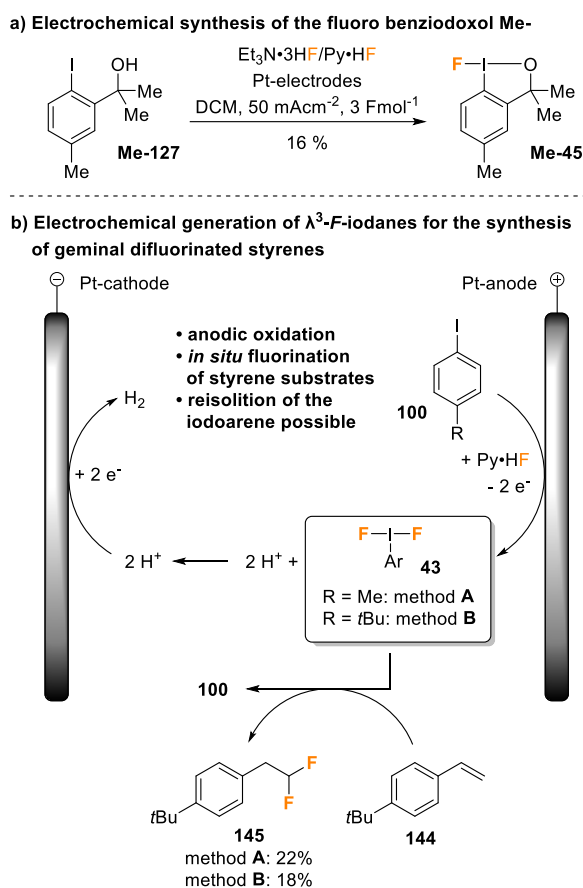 a) Electrochemical synthesis of the fluoro benziodoxol Me-
I
OH
Me
Me
Me
Me-127
Et₃N•3HF/Py•HF
Pt-electrodes
DCM, 50 mAcm⁻², 3 Fmol⁻¹
16 %
F I O
Me
Me
Me
Me-45
b) Electrochemical generation of λ³-F-iodanes for the synthesis
of geminal difluorinated styrenes
Pt-cathode
Pt-anode
• anodic oxidation
• in situ fluorination
of styrene substrates
• reisolition of the
iodoarene possible
I
100
R
H₂
+ 2 e⁻
+ Py•HF
- 2 e⁻
2 H⁺
2 H⁺ +
F I F
Ar
43
R = Me: method A
R = tBu: method B
100
F
F
tBu
145
method A: 22%
method B: 18%
tBu
144